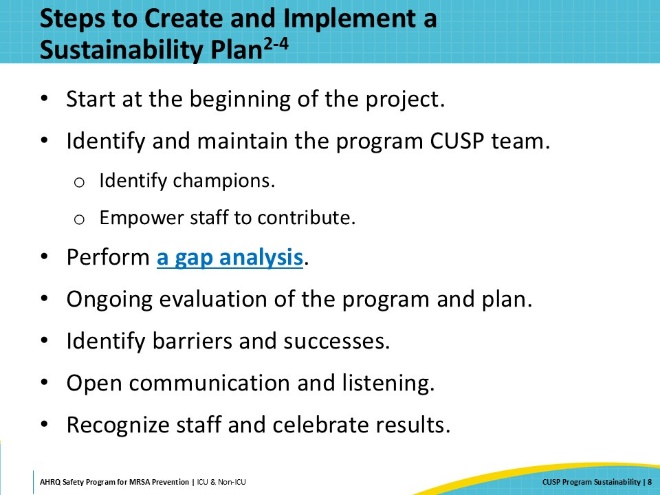 Steps to Create and Implement a
Sustainability Plan2-4
• Start at the beginning of the project.
• Identify and maintain the program CUSP team.
o Identify champions.
o Empower staff to contribute.
• Perform a gap analysis.
• Ongoing evaluation of the program and plan.
• Identify barriers and successes.
• Open communication and listening.
• Recognize staff and celebrate results.
AHRQ Safety Program for MRSA Prevention | ICU & Non-ICU
CUSP Program Sustainability | 8